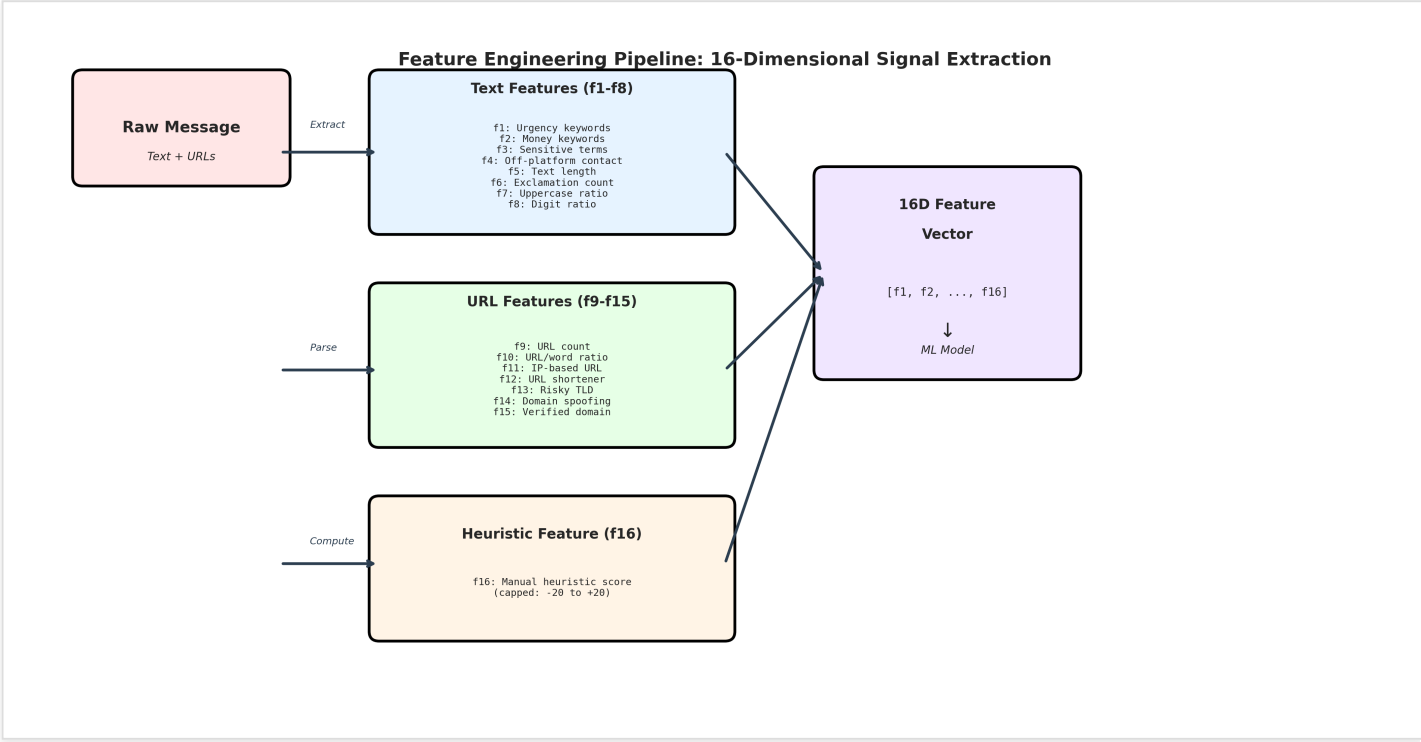 Feature Engineering Pipeline: 16-Dimensional Signal Extraction
Raw Message
Text + URLs
Extract
Text Features (f1-f8)
f1: Urgency keywords
f2: Money keywords
f3: Sensitive terms
f4: Off-platform contact
f5: Text length
f6: Exclamation count
f7: Uppercase ratio
f8: Digit ratio
Parse
URL Features (f9-f15)
f9: URL count
f10: URL/word ratio
f11: IP-based URL
f12: URL shortener
f13: Risky TLD
f14: Domain spoofing
f15: Verified domain
Compute
Heuristic Feature (f16)
f16: Manual heuristic score
(capped: -20 to +20)
16D Feature
Vector
[f1, f2, ..., f16]
↓
ML Model